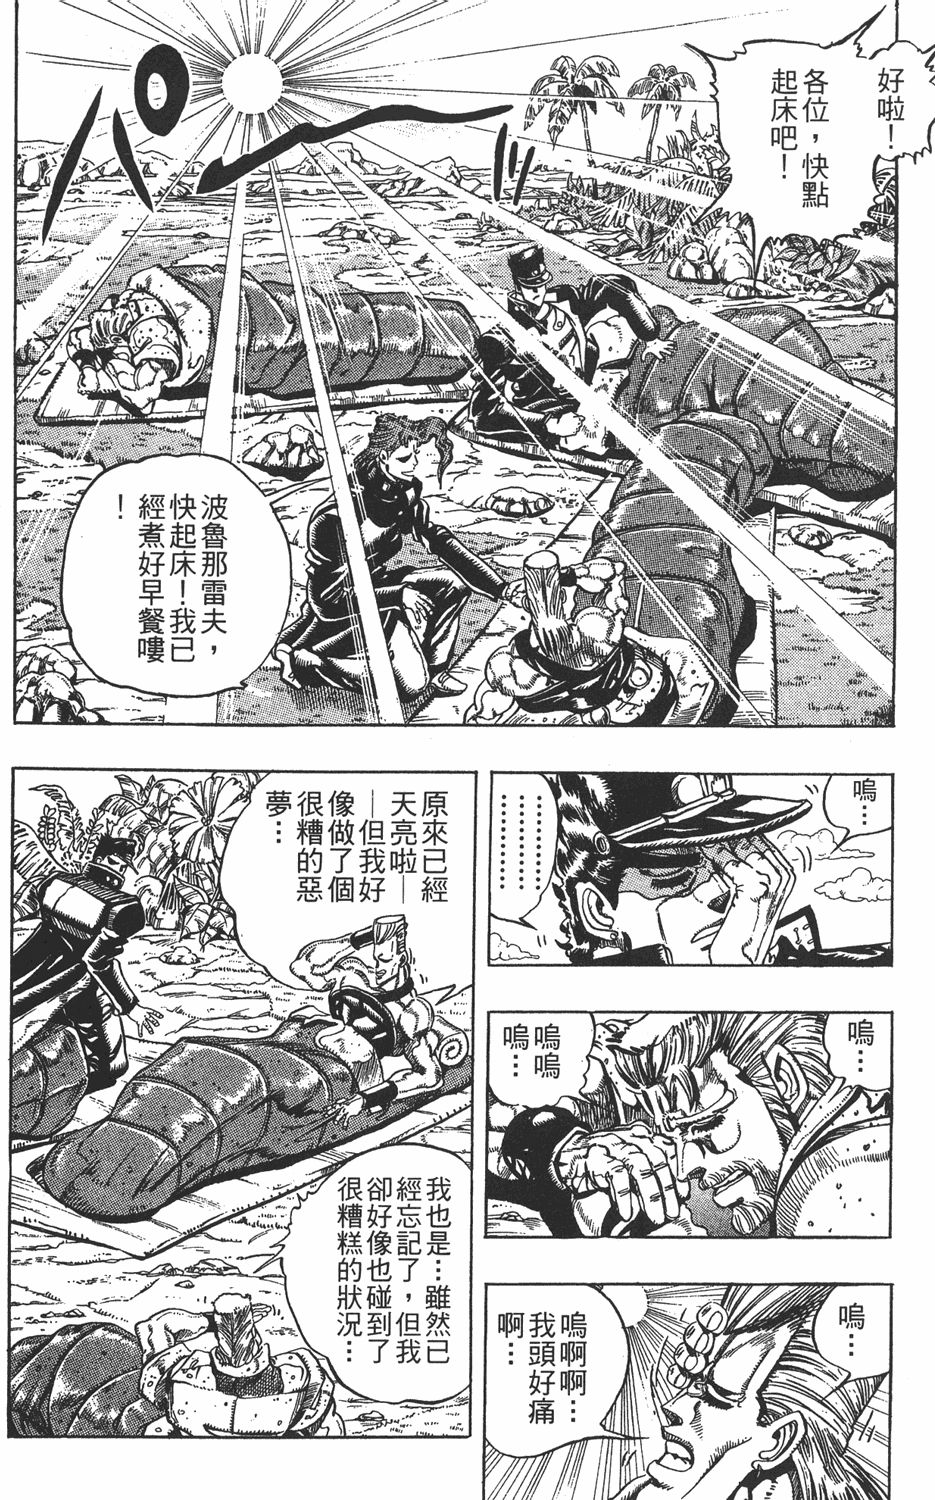 好啦！
各位，快點
起床吧！
パッ
波魯那雷夫，
快起床！我已
經煮好早餐嘍
！
嗚…
…………
嗚…
嗚嗚
嗚…
嗚…
嗚啊啊…
我頭好痛
啊…
原來已經
天亮啦—
—但我好
像做了個
很糟的惡
夢…
我也是…雖然已
經忘記了，但我
卻好像也碰到了
很糟糕的狀況…